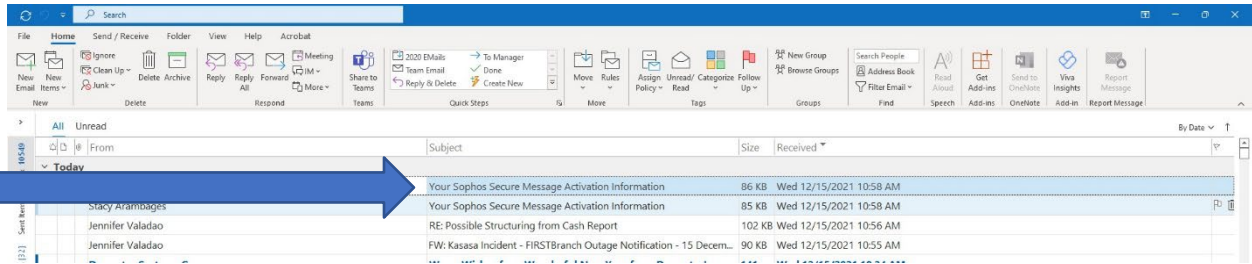 Search
File Home Send / Receive Folder View Help Acrobat
New Email
New Items
Ignore
Clean Up
Junk
Delete
Archive
Reply
Reply All
Forward
Meeting
IM
More
Share to Teams
2020 EMails
Team Email
Reply & Delete
To Manager
Done
Create New
Move
Rules
Assign Policy
Unread/ Read
Categorize
Follow Up
New Group
Browse Groups
Search People
Address Book
Filter Email
Read Aloud
Get Add-ins
Send to OneNote
Viva Insights
Report Message
New Delete Respond Teams Quick Steps Move Tags Groups Find Speech Add-ins OneNote Add-in Report Message
All Unread By Date
From Subject Size Received
Today
10549
Your Sophos Secure Message Activation Information 86 KB Wed 12/15/2021 10:58 AM
Stacy Arambages Your Sophos Secure Message Activation Information 85 KB Wed 12/15/2021 10:58 AM
Jennifer Valadao RE: Possible Structuring from Cash Report 102 KB Wed 12/15/2021 10:56 AM
Jennifer Valadao FW: Kasasa Incident - FIRSTBranch Outage Notification - 15 Decem... 90 KB Wed 12/15/2021 10:55 AM
Sent
[32]